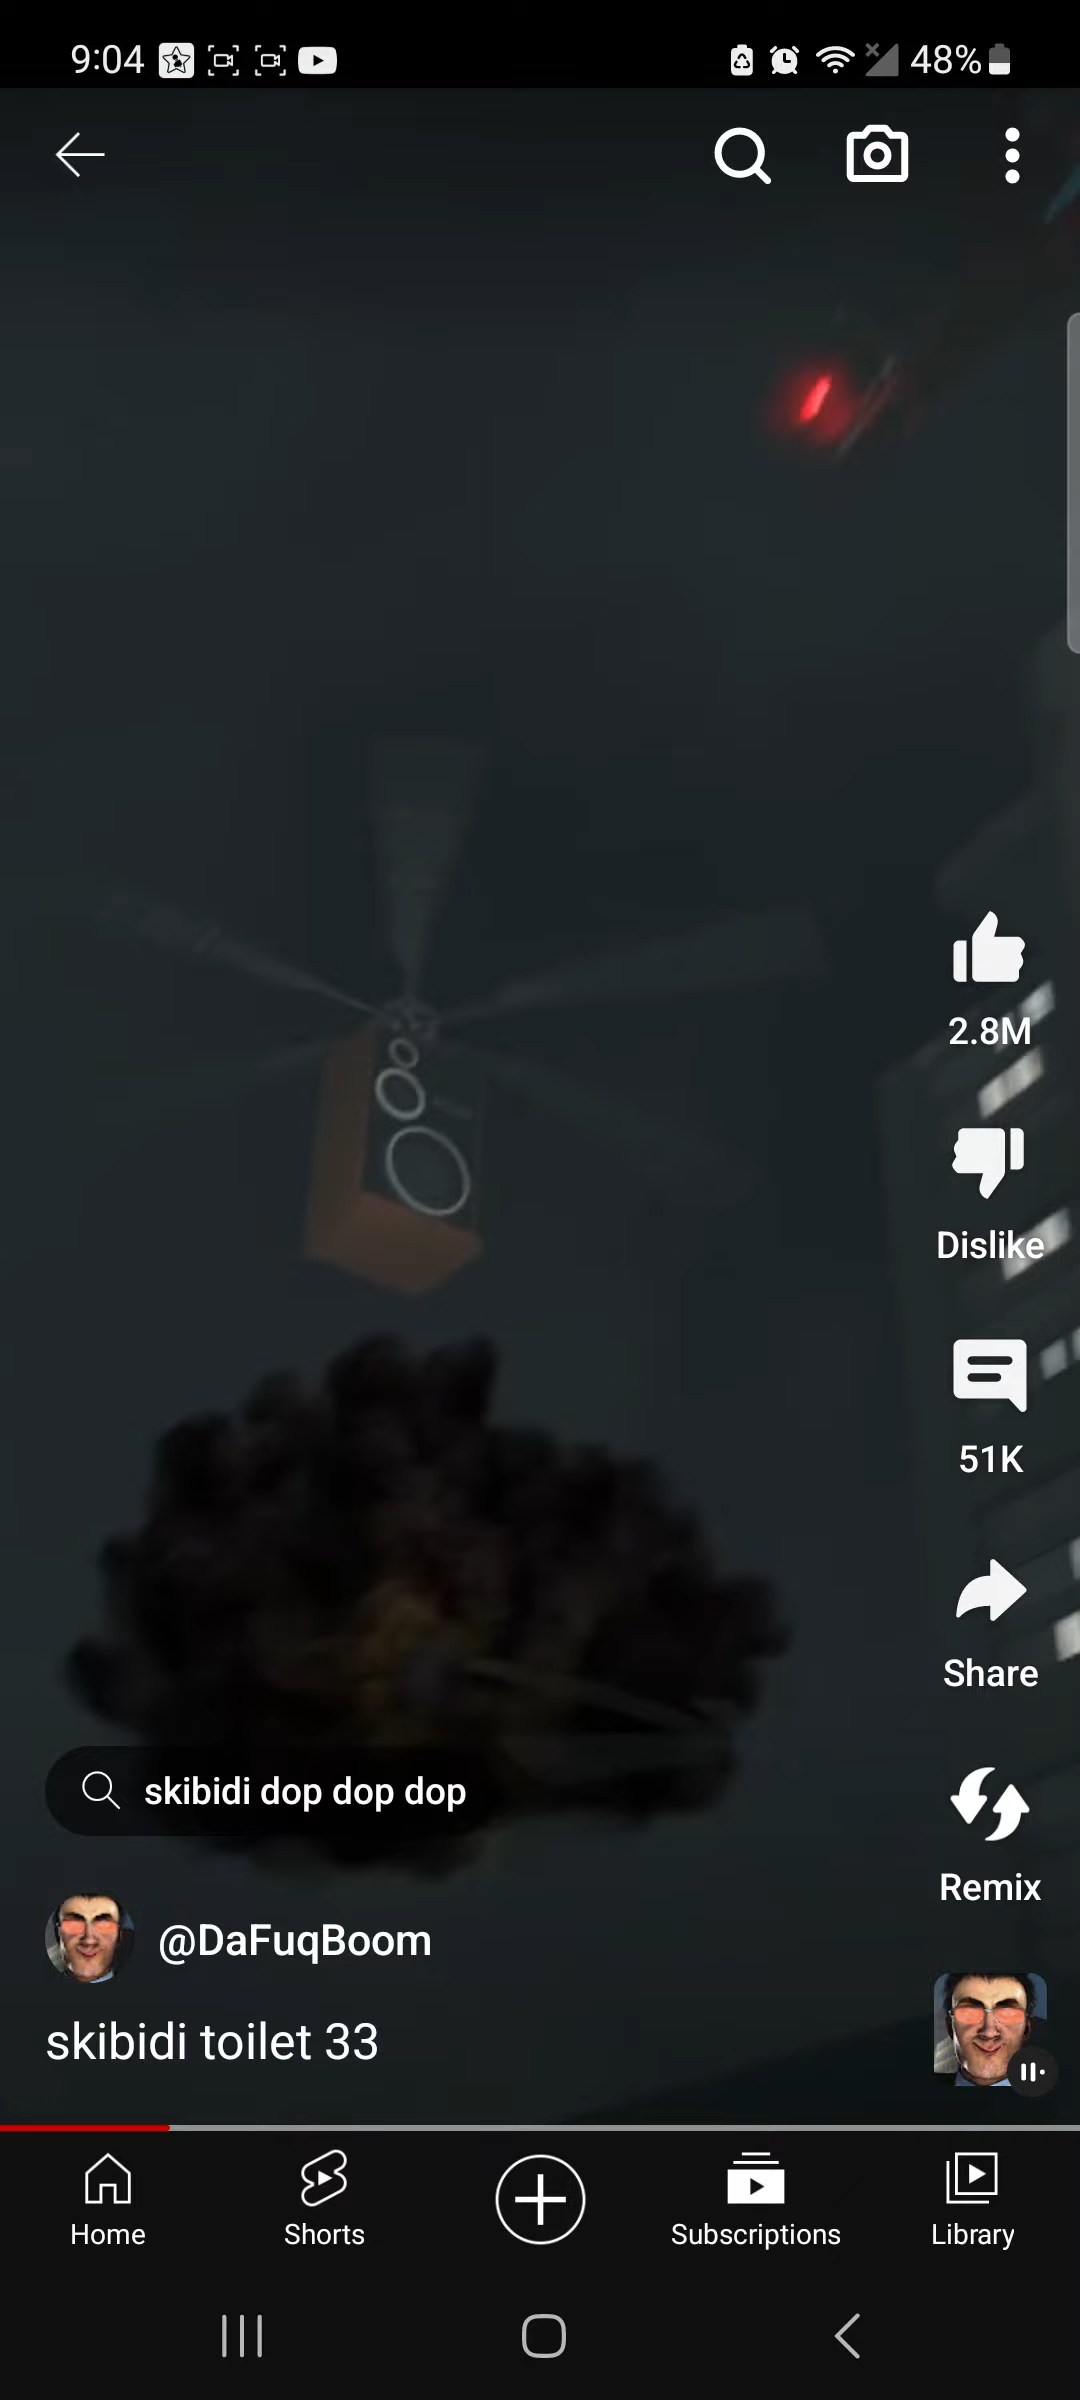 9:04
48%
2.8M
Dislike
51K
Share
skibidi dop dop dop
Remix
@DaFuqBoom
skibidi toilet 33
Home
Shorts
Subscriptions
Library